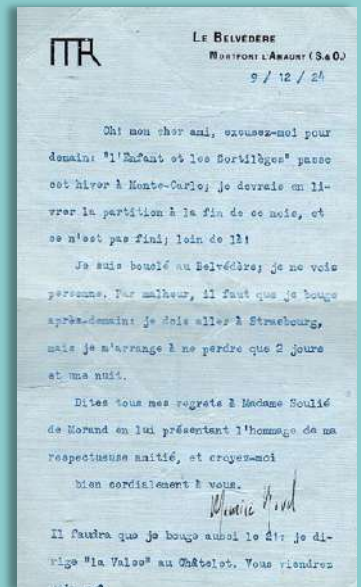 MR
LE BELVÉDÈRE
MONTFORT L'AMAURY (S.&O.)
9 / 12 / 24
Oh! mon cher ami, excusez-moi pour
demain: "l'Enfant et les Sortilèges" passe
cet hiver à Monte-Carlo; je devrais en li-
vrer la partition à la fin de ce mois, et
ce n'est pas fini; loin de là!
Je suis bouclé au Belvédère; je ne vois
personne. Par malheur, il faut que je bouge
après-demain: je dois aller à Strasbourg,
mais je m'arrange à ne perdre que 2 jours
et une nuit.
Dites tous mes regrets à Madame Soulié
de Morand en lui présentant l'hommage de ma
respectueuse amitié, et croyez-moi
bien cordialement à vous.
Maurice Ravel
Il faudra que je bouge aussi le 21: je di-
rige "la Valse" au Châtelet. Vous viendrez